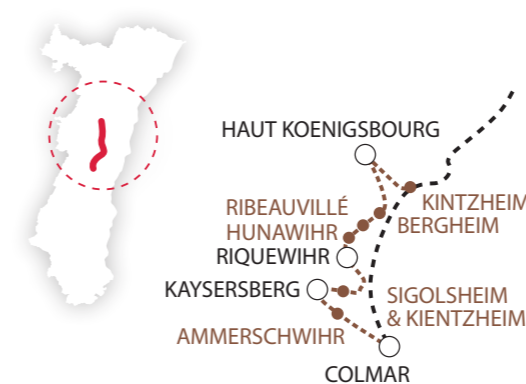 HAUT KOENIGSBOURG
KINTZHEIM
RIBEAUVILLÉ
BERGHEIM
HUNAWIHR
RIQUEWIHR
KAYSERSBERG
SIGOLSHEIM
& KIENTZHEIM
AMMERSCHWIHR
COLMAR